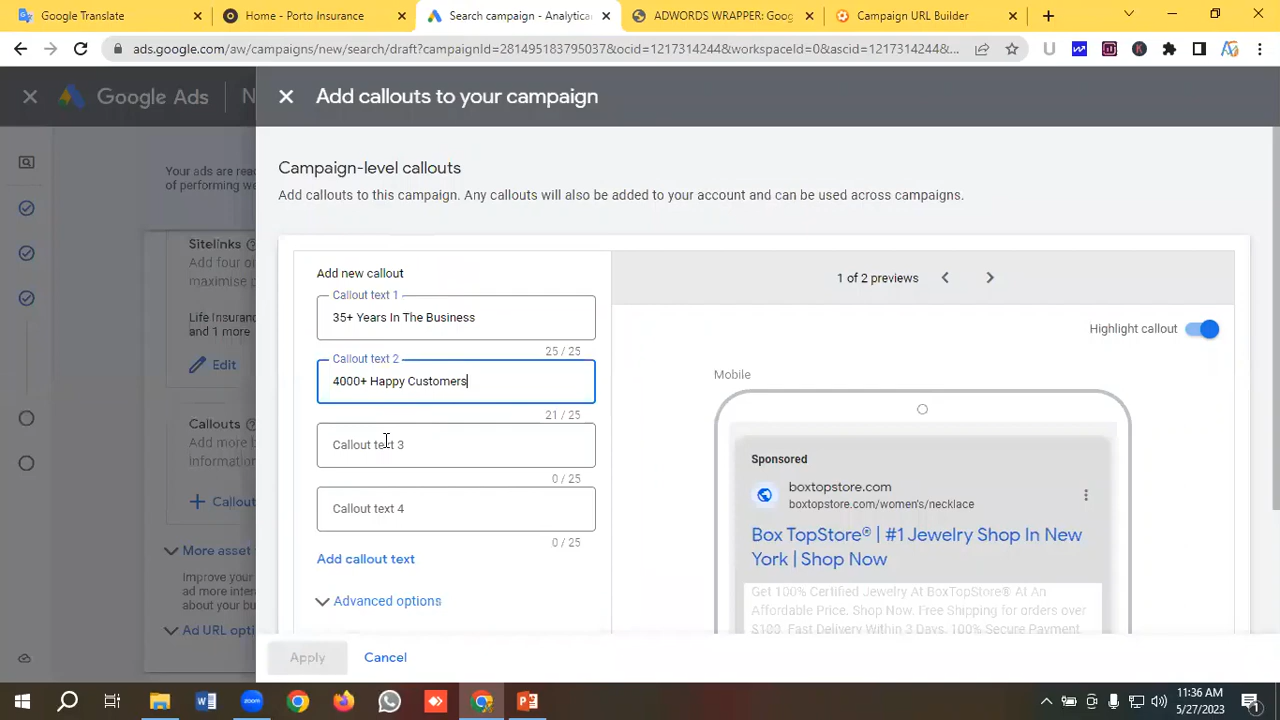 Google Translate
Home - Porto Insurance
Search campaign - Analytica
ADWORDS WRAPPER: Goog
Campaign URL Builder
ads.google.com/aw/campaigns/new/search/draft?campaignId=281495183795037&ocid=12173142448&workspaceId=0&ascid=1217314244&...
Google Ads
N
Add callouts to your campaign
Your ads are rea
of performing we
Campaign-level callouts
Add callouts to this campaign. Any callouts will also be added to your account and can be used across campaigns.
Sitelinks
Add four o
maximise
Life Insuran
and 1 more
Edit
Callouts
Add more b
information
Callou
More asset
Improve your
ad more intera
about your bu
Ad URL opti
Add new callout
Callout text 1
35+ Years In The Business
25 / 25
Callout text 2
4000+ Happy Customers
21 / 25
Callout text 3
0 / 25
Callout text 4
0 / 25
Add callout text
Advanced options
1 of 2 previews
Highlight callout
Mobile
Sponsored
boxtopstore.com
boxtopstore.com/women's/necklace
Box TopStore® | #1 Jewelry Shop In New
York | Shop Now
Get 100% Certified Jewelry At BoxTopStore® At An
Affordable Price. Shop Now. Free Shipping for orders over
$100. Fast Delivery Within 3 Days. 100% Secure Payment.
Apply
Cancel
11:36 AM
5/27/2023